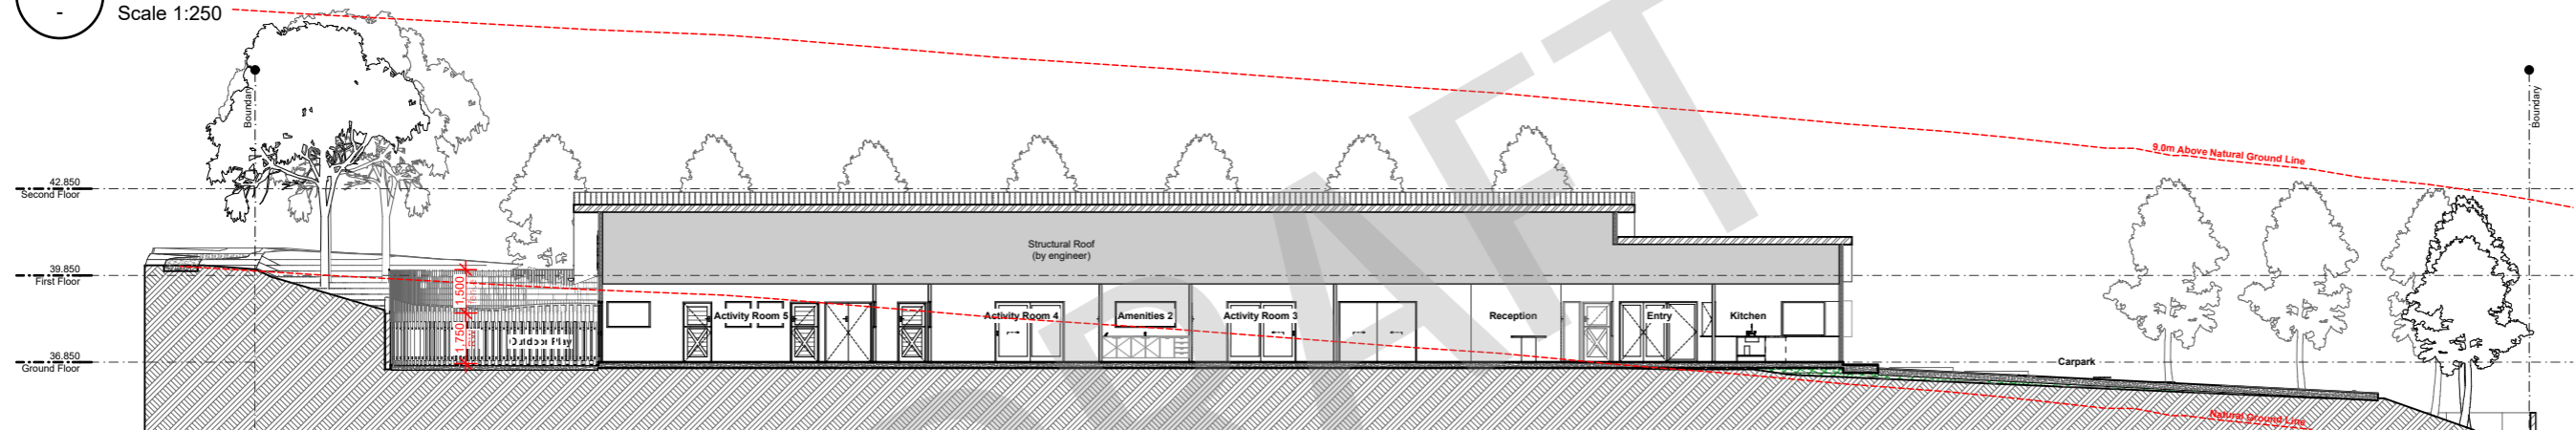 -
Scale 1:250
Boundary
Boundary
9.0m Above Natural Ground Line
42.850
Second Floor
Structural Roof
(by engineer)
39.850
First Floor
1,500
1,750
Activity Room 5
Activity Room 4
Amenities 2
Activity Room 3
Reception
Entry
Kitchen
Outdoor Play
36.850
Ground Floor
Carpark
Natural Ground Line
DRAFT